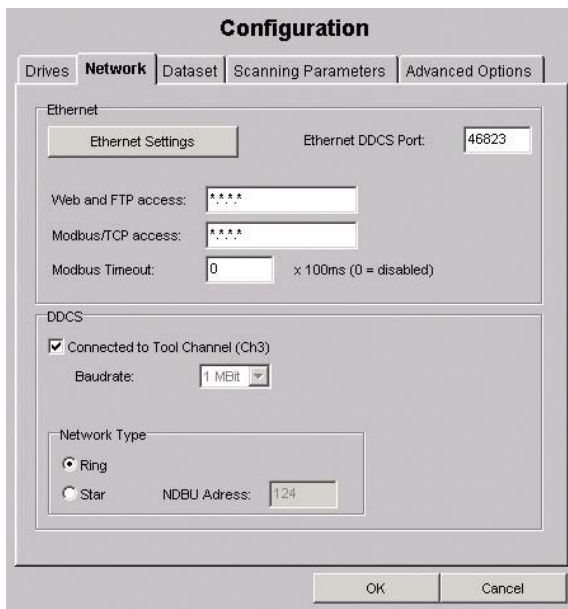 Configuration
Drives Network Dataset Scanning Parameters Advanced Options
Ethernet
Ethernet Settings Ethernet DDCS Port: 46823
Web and FTP access: *.*.*.*
Modbus/TCP access: *.*.*.*
Modbus Timeout: 0 x 100ms (0 = disabled)
DDCS
Connected to Tool Channel (Ch3)
Baudrate: 1 MBit
Network Type
Ring
Star NDBU Adress: 124
OK Cancel